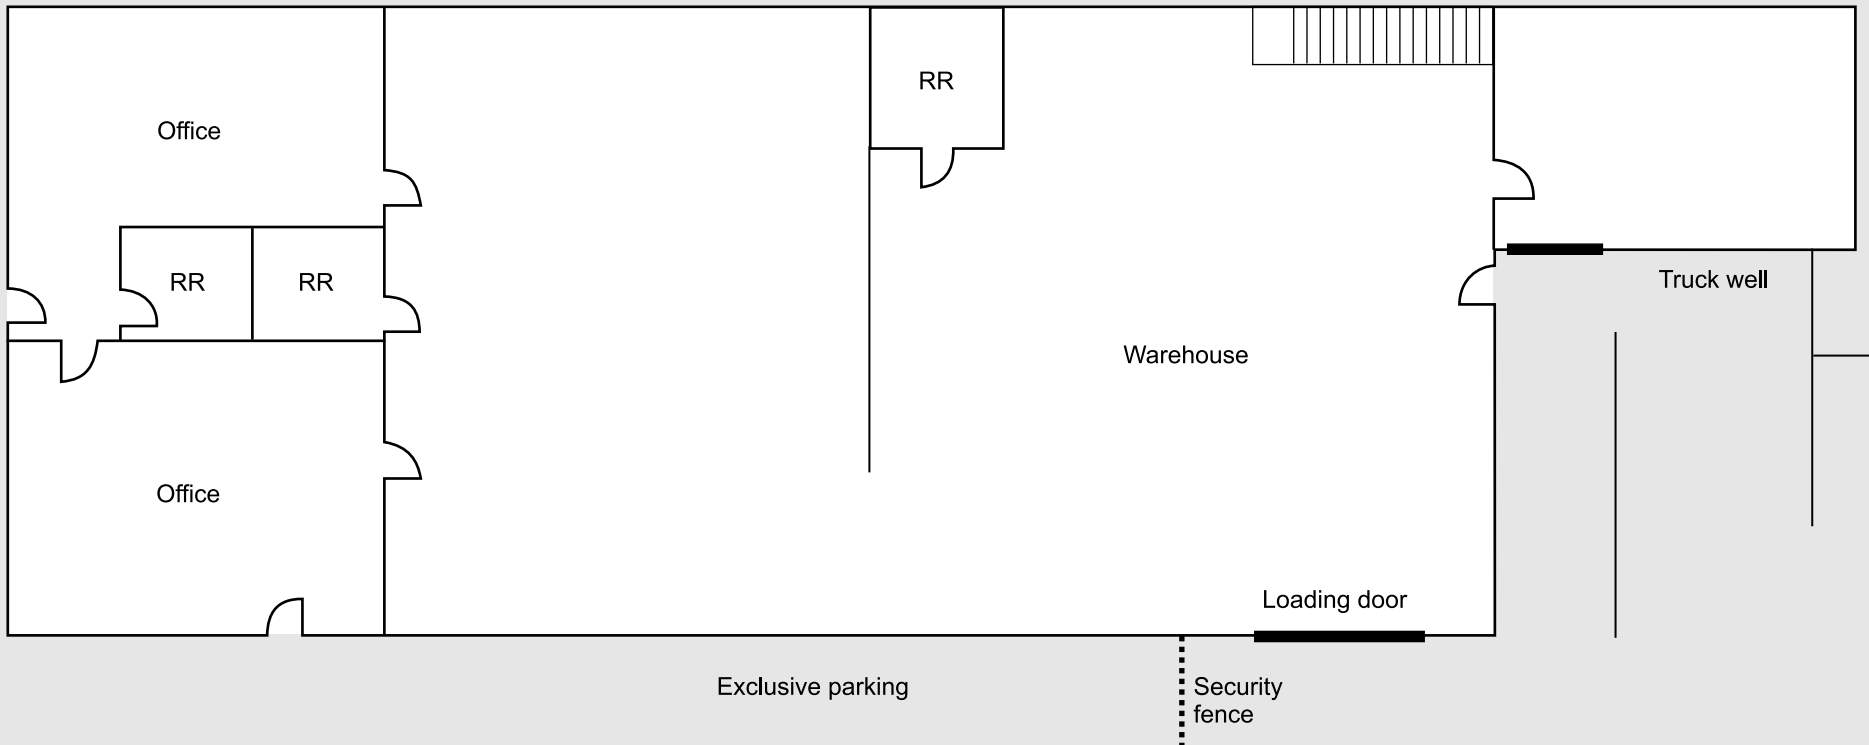 RR
Office
RR
RR
Truck well
Warehouse
Office
Loading door
Exclusive parking
Security
fence